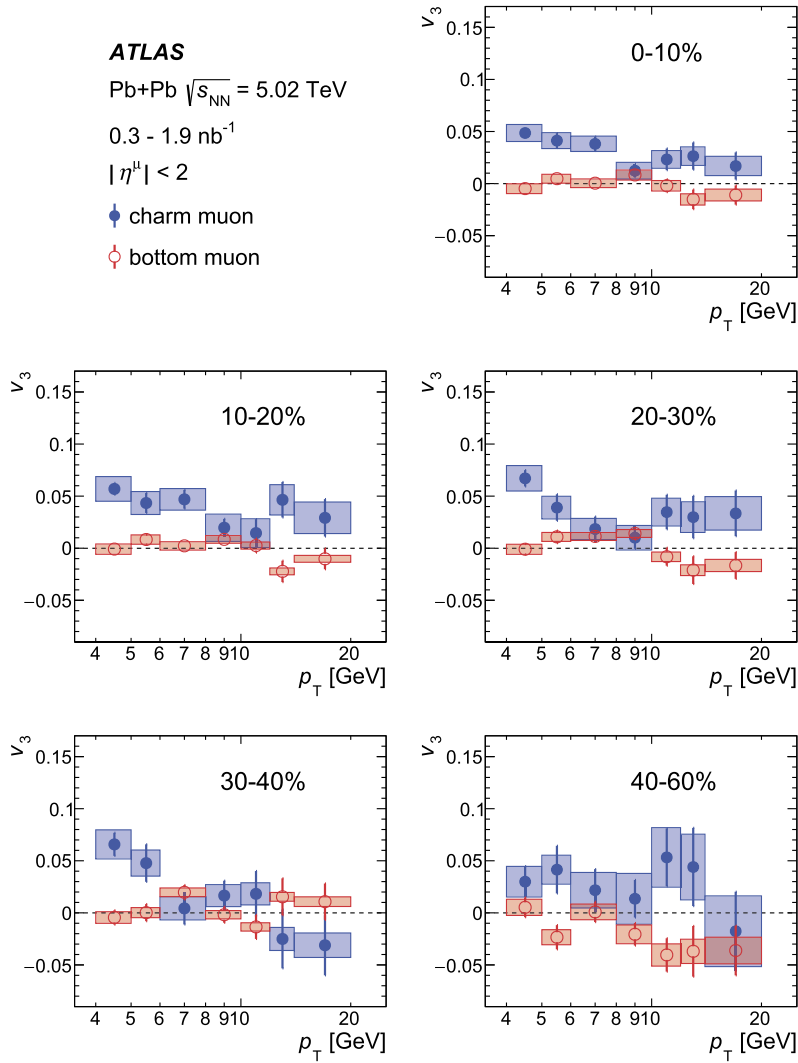 ATLAS
Pb+Pb √sNN = 5.02 TeV
0.3 - 1.9 nb-1
|ημ| < 2
charm muon
bottom muon
v3
0.15
0.1
0.05
0
−0.05
0-10%
4 5 6 7 8 910 20
pT [GeV]
v3
0.15
0.1
0.05
0
−0.05
10-20%
4 5 6 7 8 910 20
pT [GeV]
v3
0.15
0.1
0.05
0
−0.05
20-30%
4 5 6 7 8 910 20
pT [GeV]
v3
0.15
0.1
0.05
0
−0.05
30-40%
4 5 6 7 8 910 20
pT [GeV]
v3
0.15
0.1
0.05
0
−0.05
40-60%
4 5 6 7 8 910 20
pT [GeV]